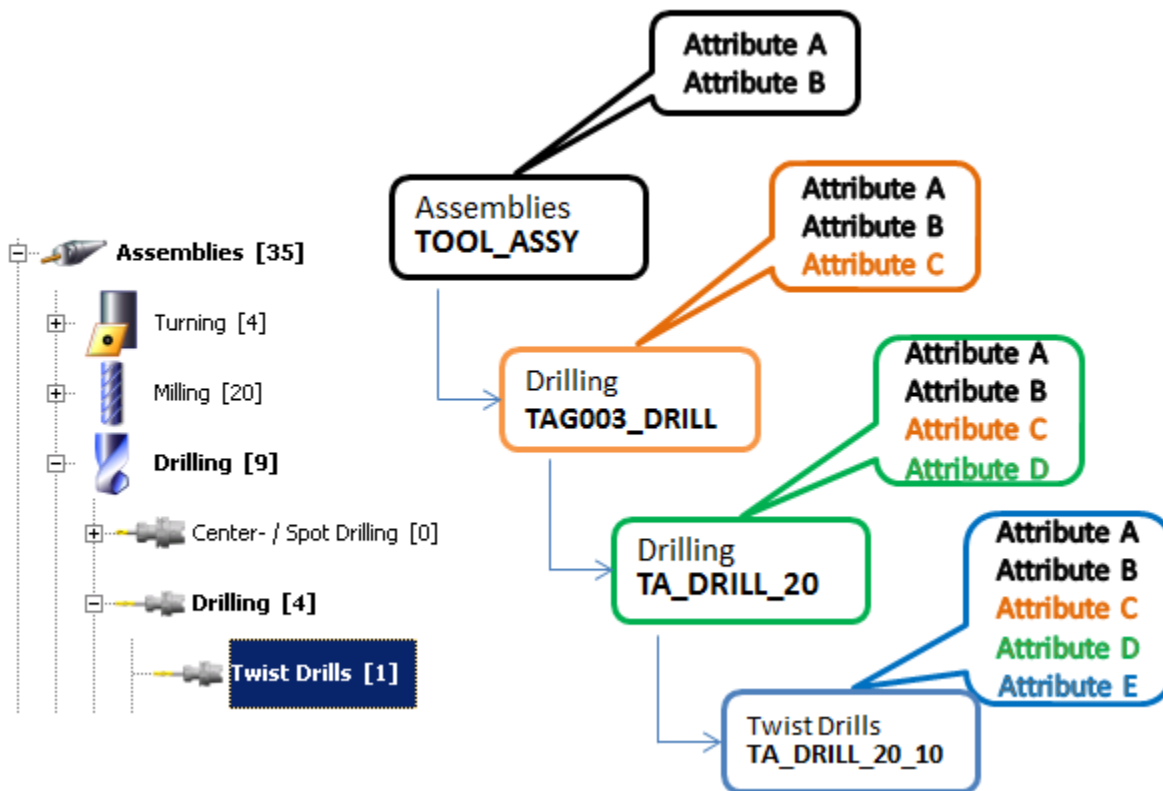 Assemblies [35]
Turning [4]
Milling [20]
Drilling [9]
Center- / Spot Drilling [0]
Drilling [4]
Twist Drills [1]
Attribute A
Attribute B
Assemblies
TOOL_ASSY
Attribute A
Attribute B
Attribute C
Drilling
TAG003_DRILL
Attribute A
Attribute B
Attribute C
Attribute D
Drilling
TA_DRILL_20
Attribute A
Attribute B
Attribute C
Attribute D
Attribute E
Twist Drills
TA_DRILL_20_10